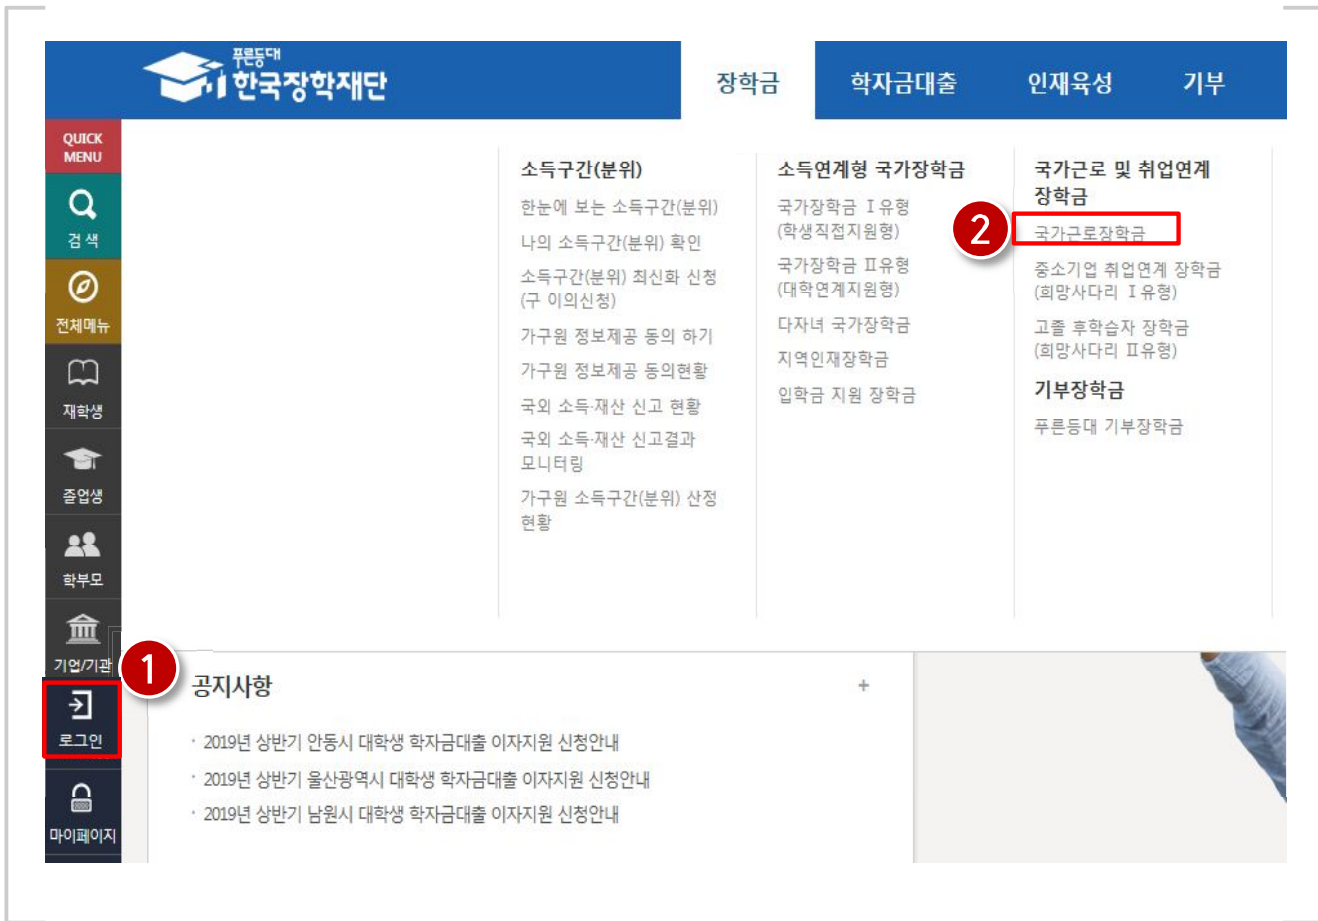 푸른등대
한국장학재단
장학금
학자금대출
인재육성
기부
QUICK
MENU
검색
전체메뉴
재학생
졸업생
학부모
기업/기관
로그인
마이페이지
소득구간(분위)
한눈에 보는 소득구간(분위)
나의 소득구간(분위) 확인
소득구간(분위) 최신화 신청
(구 이의신청)
가구원 정보제공 동의 하기
가구원 정보제공 동의현황
국외 소득·재산 신고 현황
국외 소득·재산 신고결과
모니터링
가구원 소득구간(분위) 산정
현황
소득연계형 국가장학금
국가장학금 Ⅰ유형
(학생직접지원형)
국가장학금 Ⅱ유형
(대학연계지원형)
다자녀 국가장학금
지역인재장학금
입학금 지원 장학금
국가근로 및 취업연계
장학금
2
국가근로장학금
중소기업 취업연계 장학금
(희망사다리 Ⅰ유형)
고졸 후학습자 장학금
(희망사다리 Ⅱ유형)
기부장학금
푸른등대 기부장학금
1
공지사항
+
· 2019년 상반기 안동시 대학생 학자금대출 이자지원 신청안내
· 2019년 상반기 울산광역시 대학생 학자금대출 이자지원 신청안내
· 2019년 상반기 남원시 대학생 학자금대출 이자지원 신청안내